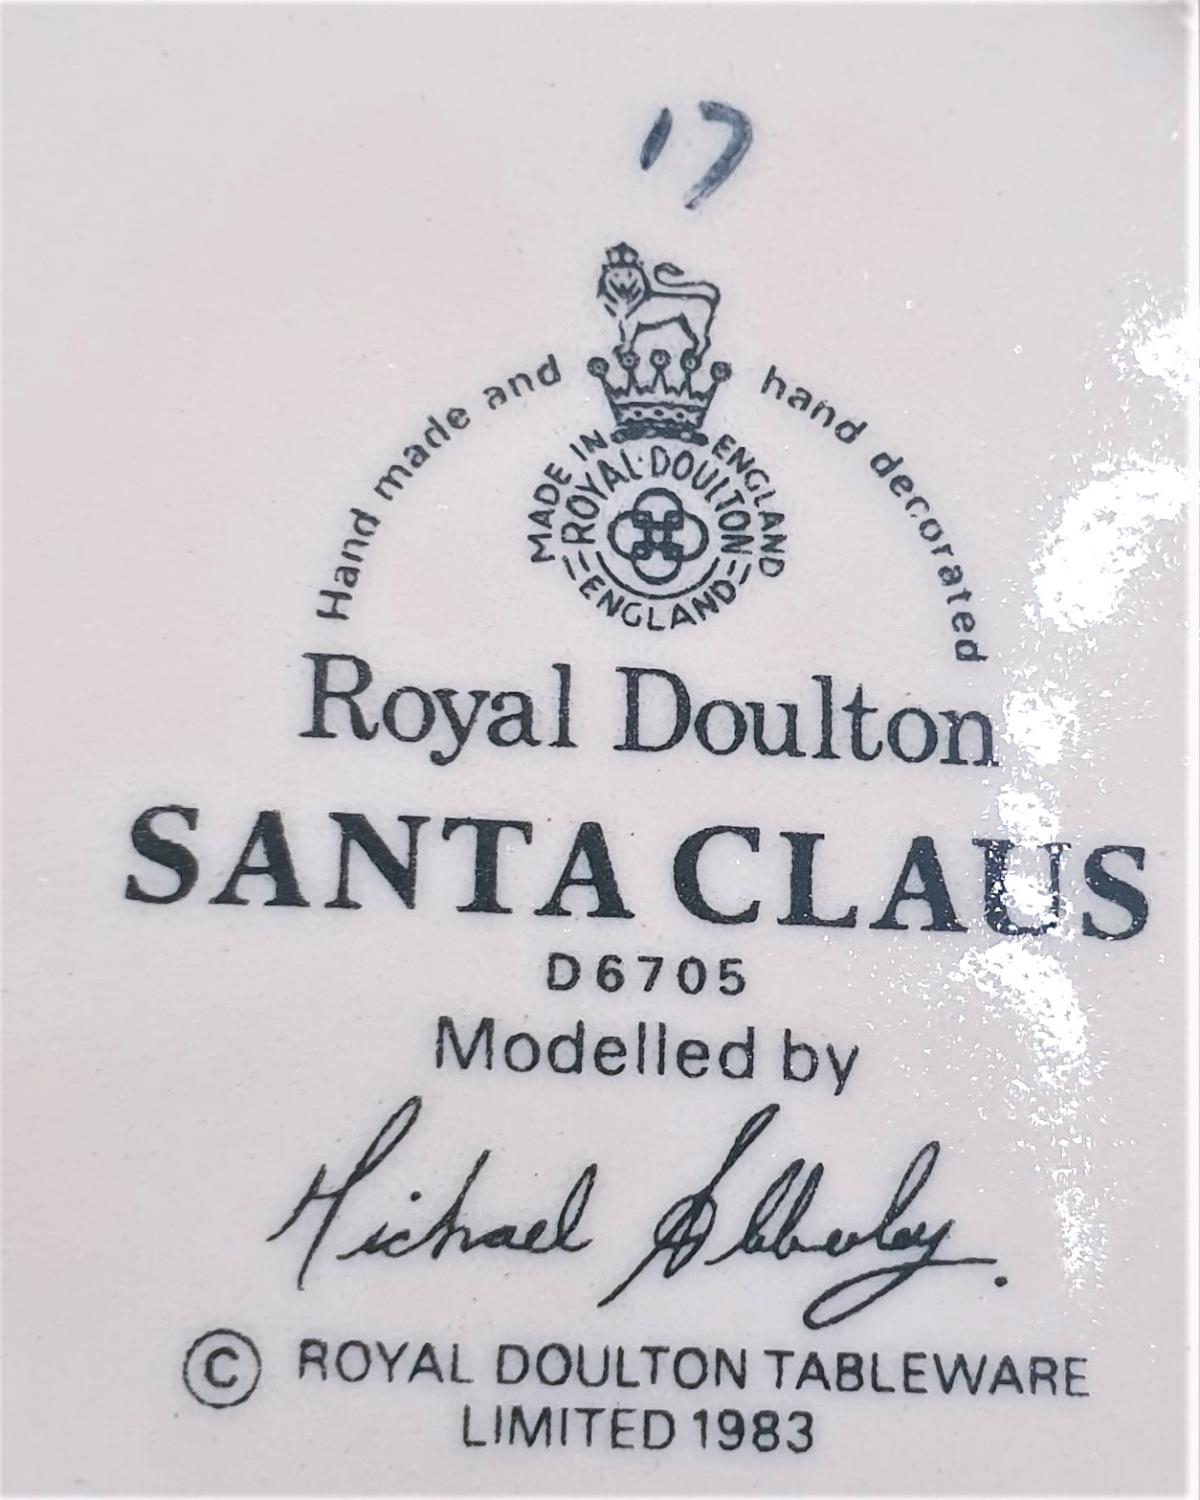 17
Hand made and hand decorated
MADE IN ENGLAND
ROYAL·DOULTON
ENGLAND
Royal Doulton
SANTA CLAUS
D6705
Modelled by
Michael Abberley.
© ROYAL DOULTON TABLEWARE
LIMITED 1983